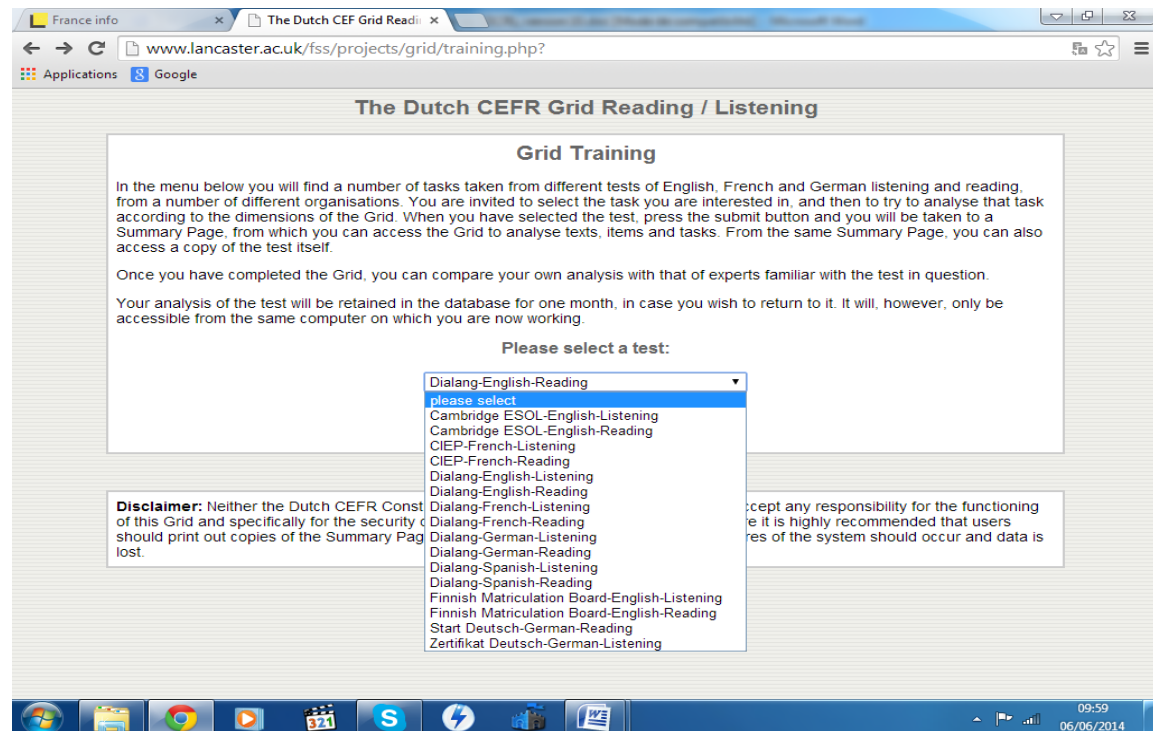 France info
The Dutch CEF Grid Readi
www.lancaster.ac.uk/fss/projects/grid/training.php?
Applications Google
The Dutch CEFR Grid Reading / Listening
Grid Training
In the menu below you will find a number of tasks taken from different tests of English, French and German listening and reading,
from a number of different organisations. You are invited to select the task you are interested in, and then to try to analyse that task
according to the dimensions of the Grid. When you have selected the test, press the submit button and you will be taken to a
Summary Page, from which you can access the Grid to analyse texts, items and tasks. From the same Summary Page, you can also
access a copy of the test itself.
Once you have completed the Grid, you can compare your own analysis with that of experts familiar with the test in question.
Your analysis of the test will be retained in the database for one month, in case you wish to return to it. It will, however, only be
accessible from the same computer on which you are now working.
Please select a test:
Dialang-English-Reading
please select
Cambridge ESOL-English-Listening
Cambridge ESOL-English-Reading
CIEP-French-Listening
CIEP-French-Reading
Dialang-English-Listening
Dialang-English-Reading
Dialang-French-Listening
Dialang-French-Reading
Dialang-German-Listening
Dialang-German-Reading
Dialang-Spanish-Listening
Dialang-Spanish-Reading
Finnish Matriculation Board-English-Listening
Finnish Matriculation Board-English-Reading
Start Deutsch-German-Reading
Zertifikat Deutsch-German-Listening
Disclaimer: Neither the Dutch CEFR Const ccept any responsibility for the functioning
of this Grid and specifically for the security it is highly recommended that users
should print out copies of the Summary Pag res of the system should occur and data is
lost.
321
09:59
06/06/2014